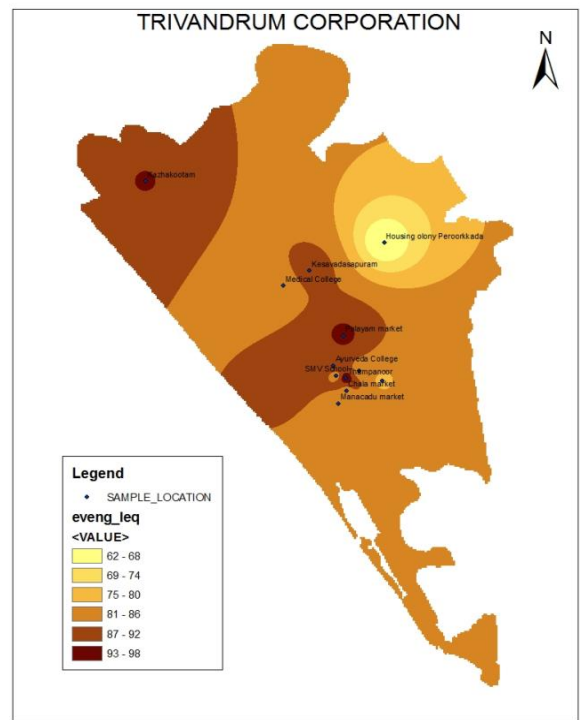 TRIVANDRUM CORPORATION
N
Kazhakootam
Housing olony Peroorkkada
Kesavadasapuram
Medical College
Palayam market
Ayurveda College
SMV School
Thampanoor
Chala market
Manacadu market
Legend
SAMPLE_LOCATION
eveng_leq
<VALUE>
62 - 68
69 - 74
75 - 80
81 - 86
87 - 92
93 - 98